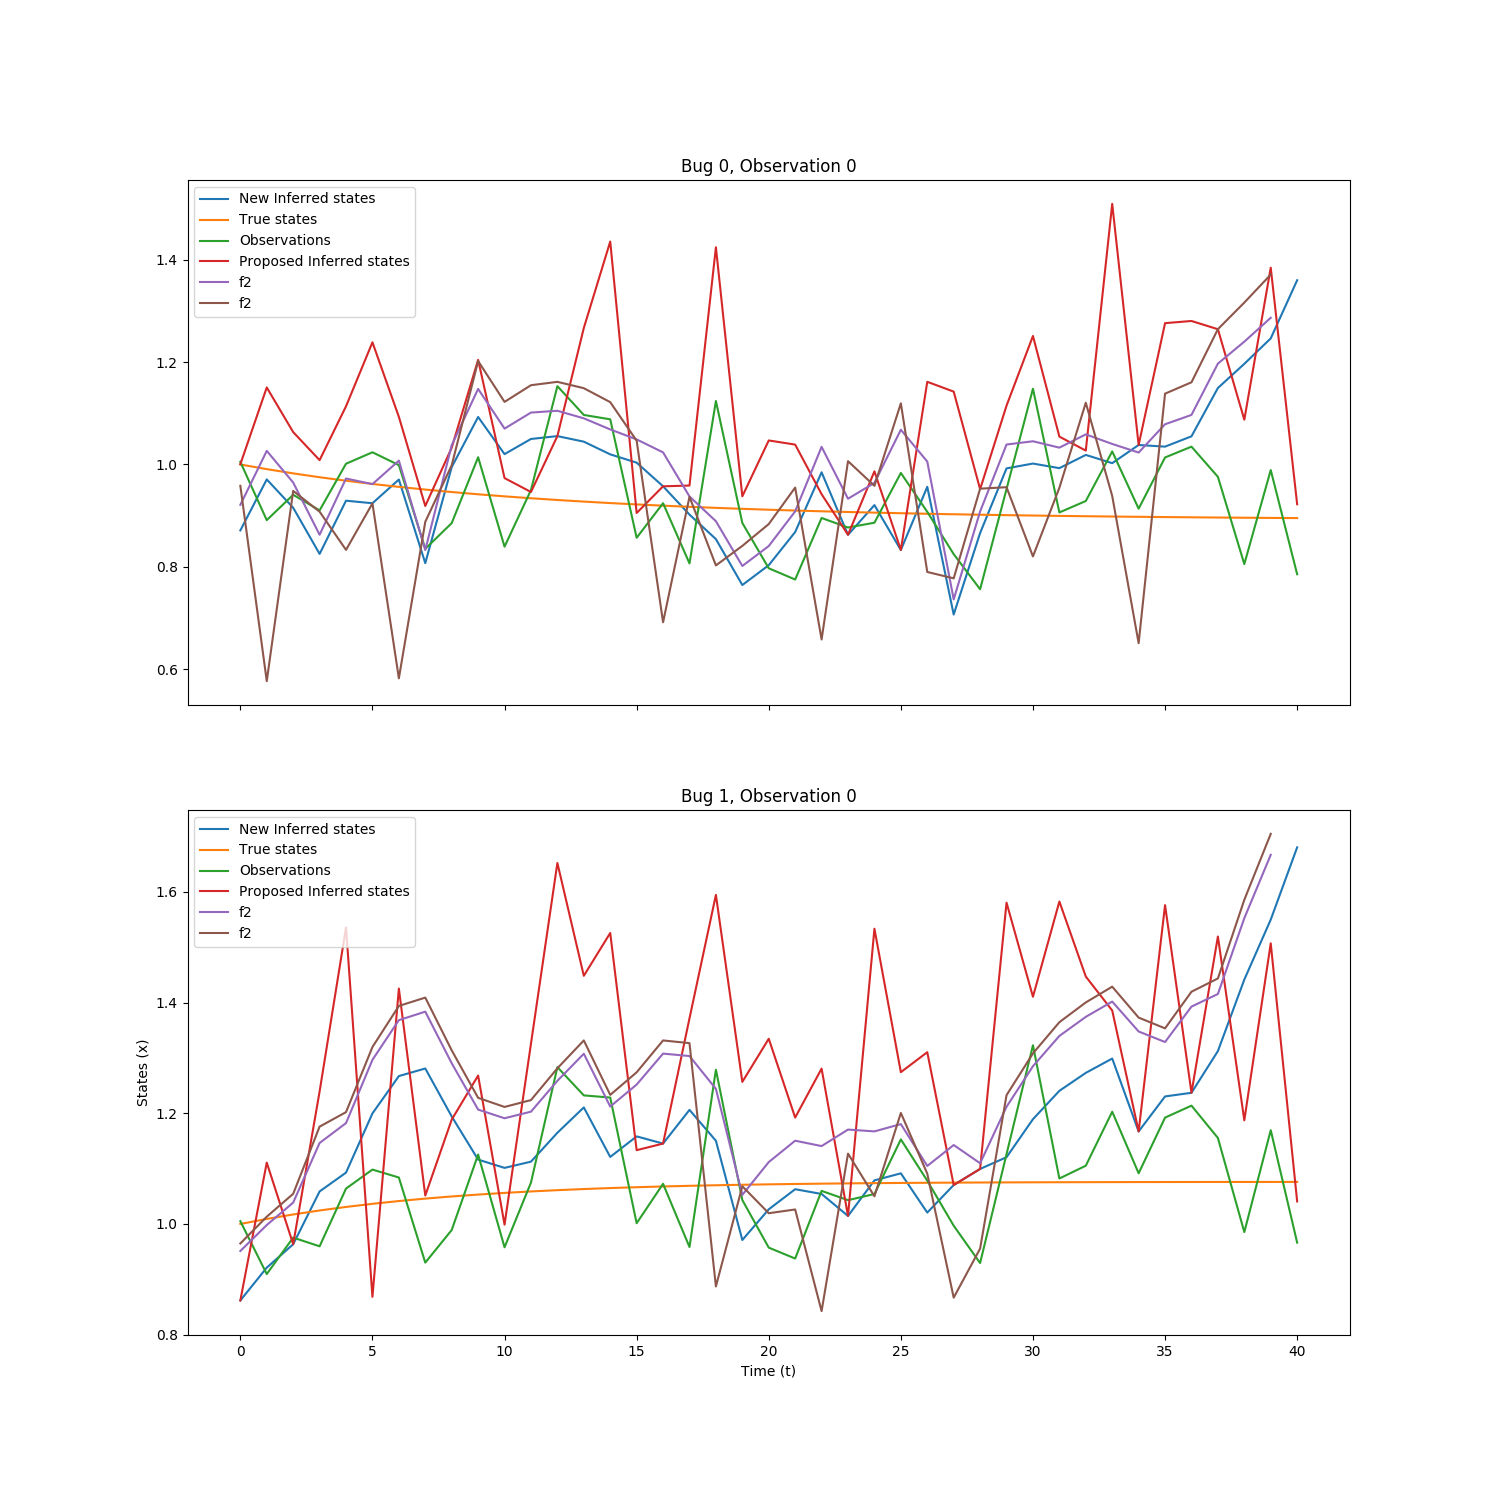 Bug 0, Observation 0
New Inferred states
True states
Observations
Proposed Inferred states
f2
f2
1.4
1.2
1.0
0.8
0.6
Bug 1, Observation 0
New Inferred states
True states
Observations
Proposed Inferred states
f2
f2
States (x)
1.6
1.4
1.2
1.0
0.8
0 5 10 15 20 25 30 35 40
Time (t)